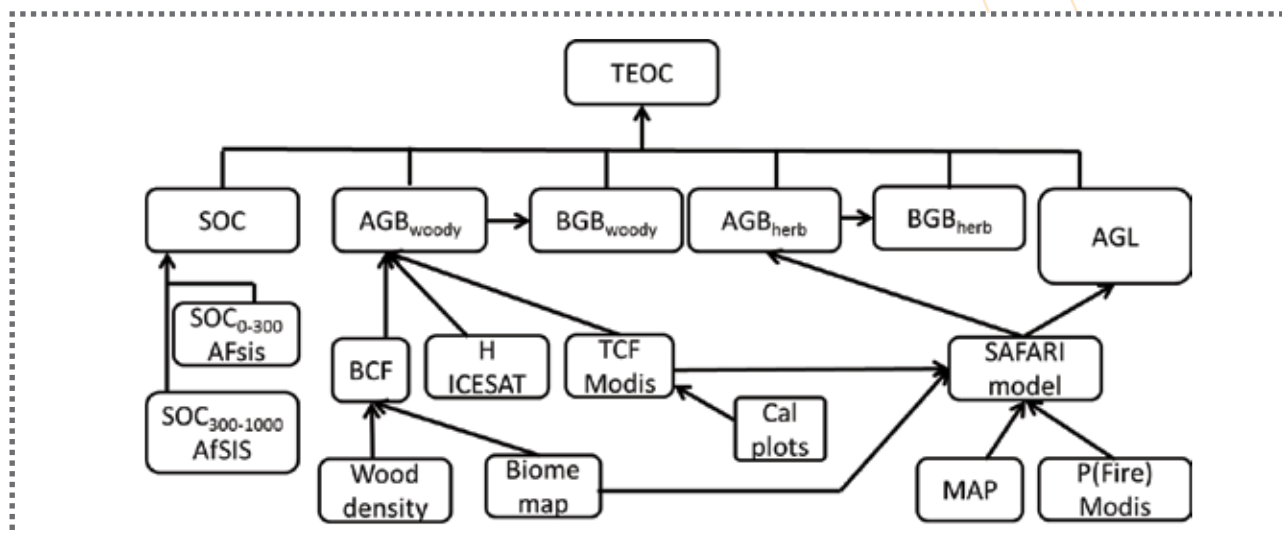 TEOC
SOC
AGBwoody
BGBwoody
AGBherb
BGBherb
AGL
SOC0-300
AFsis
SOC300-1000
AfSIS
BCF
H
ICESAT
TCF
Modis
SAFARI
model
Cal
plots
Wood
density
Biome
map
MAP
P(Fire)
Modis